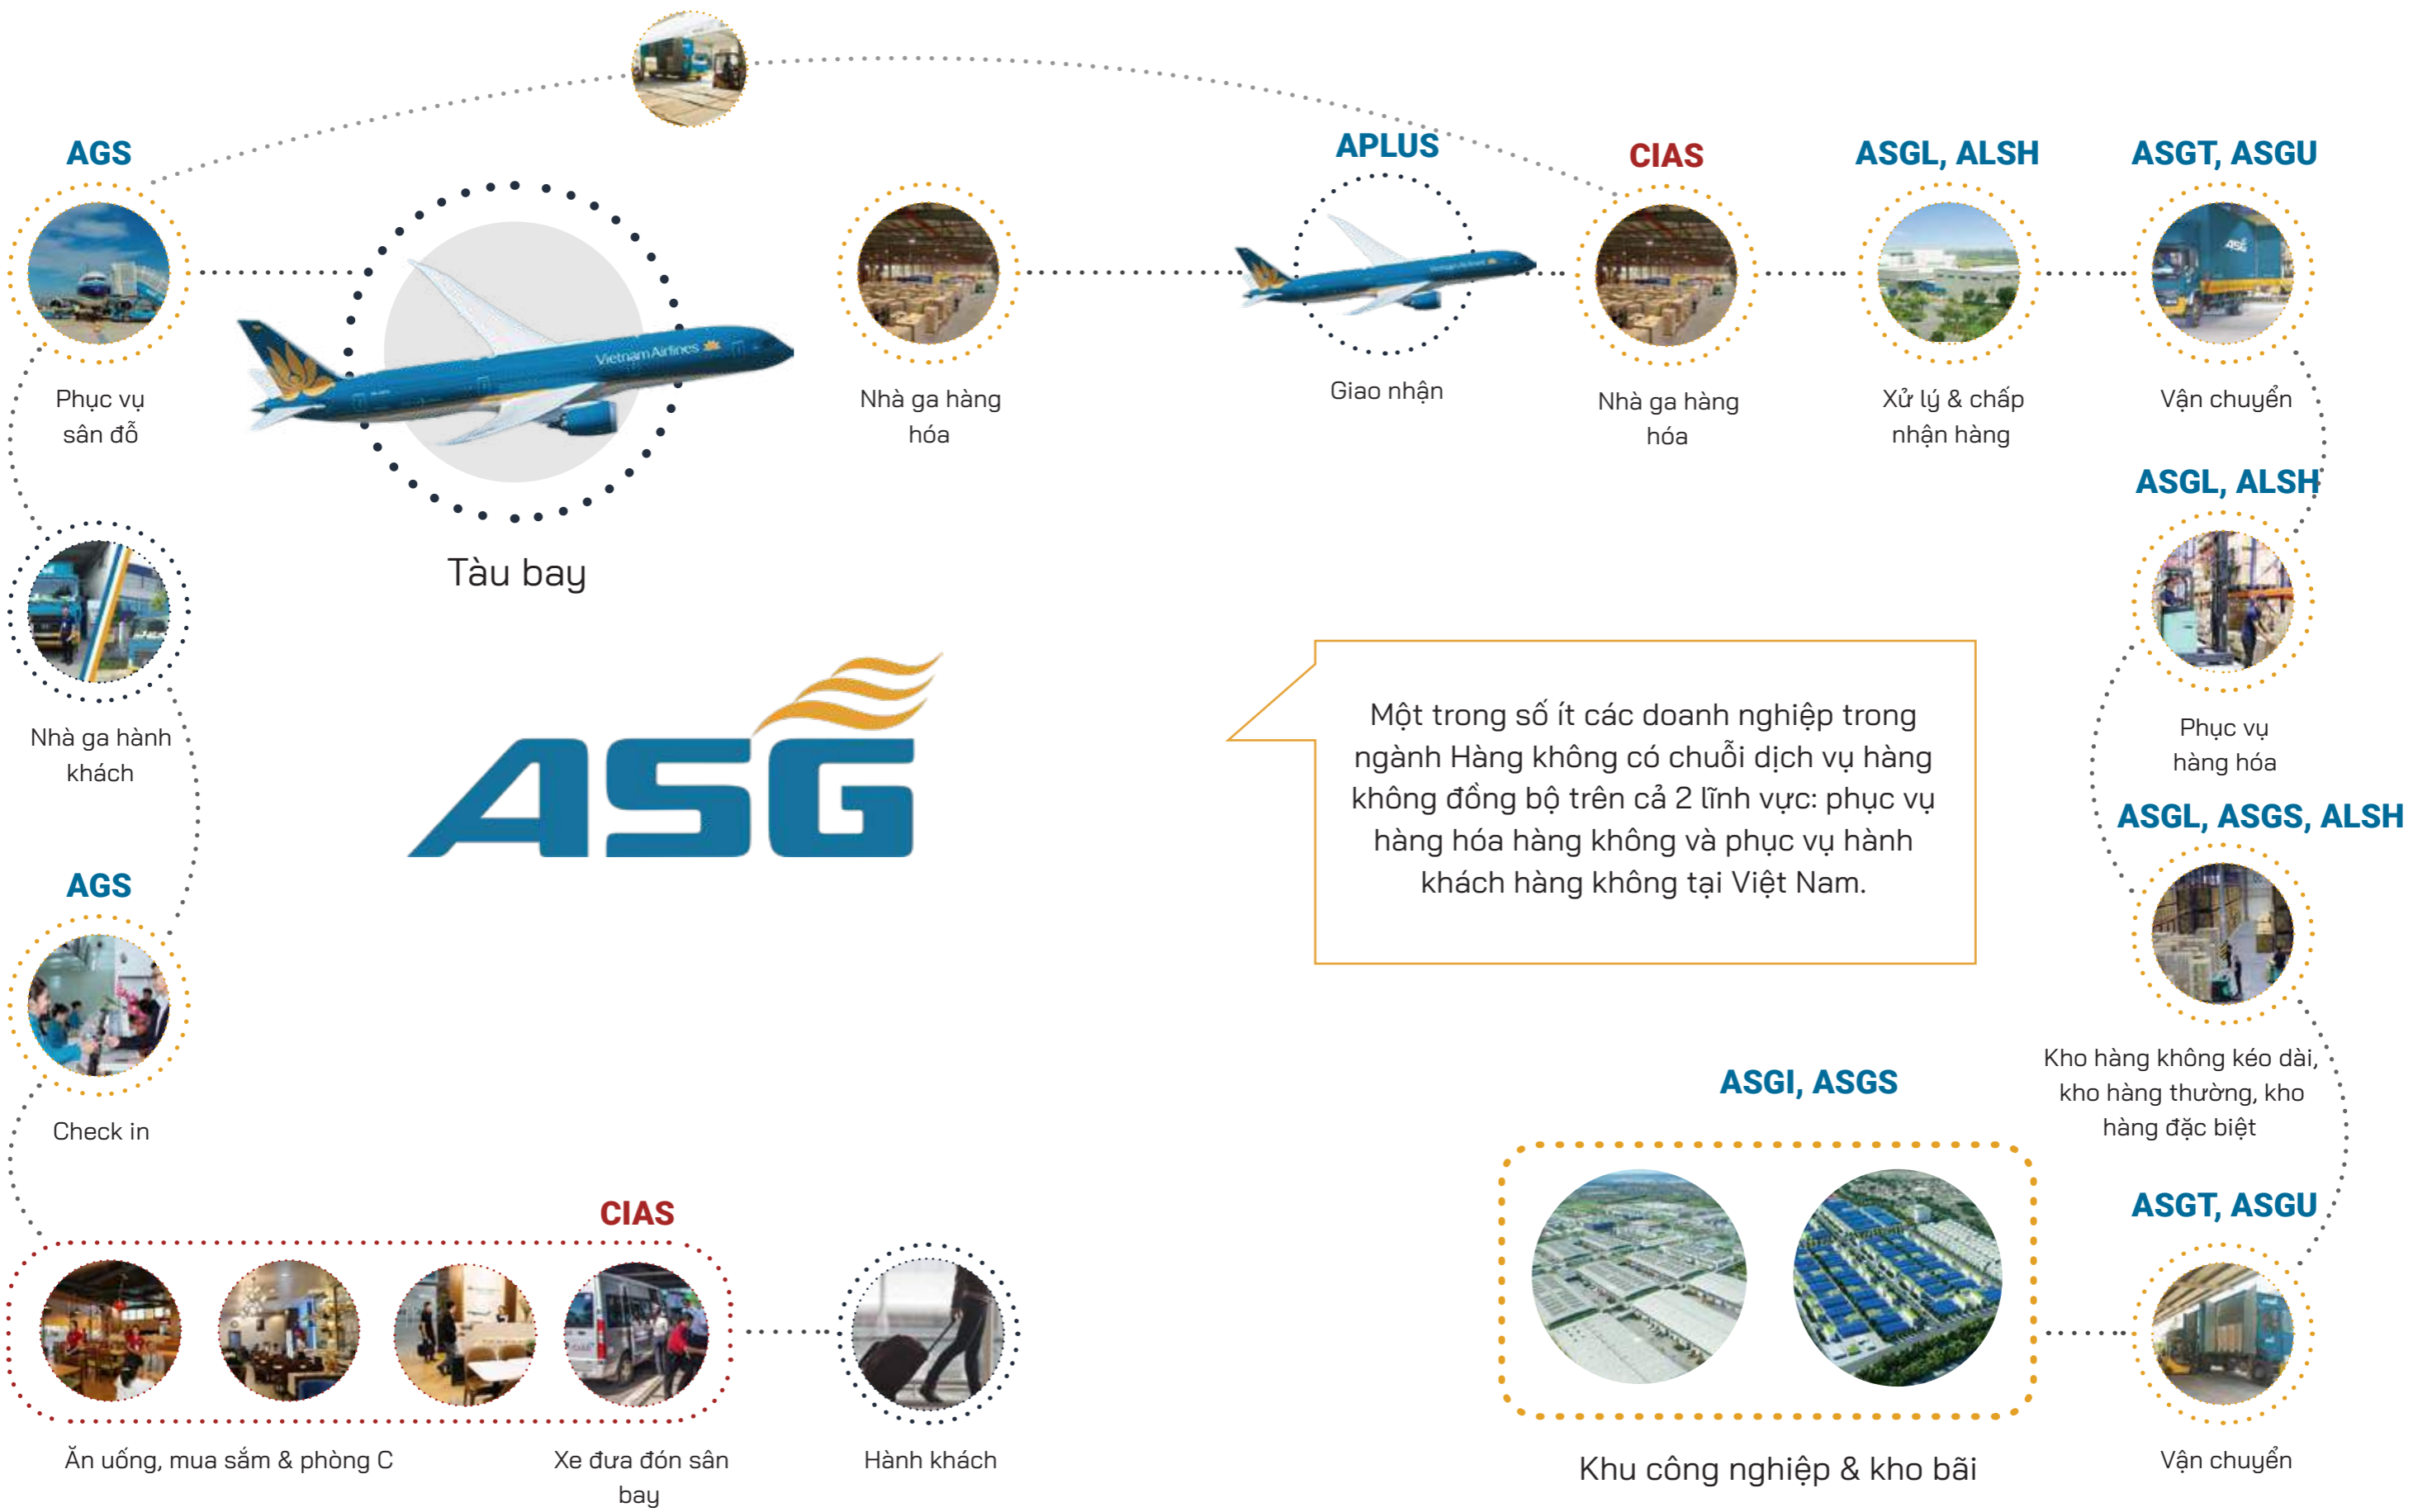 AGS
APLUS
CIAS
ASGL, ALSH
ASGT, ASGU
Phục vụ
sân đỗ
Vietnam Airlines
Tàu bay
Nhà ga hàng
hóa
Giao nhận
Nhà ga hàng
hóa
Xử lý & chấp
nhận hàng
ASG
Vận chuyển
ASGL, ALSH
Phục vụ
hàng hóa
Nhà ga hành
khách
ASG
Một trong số ít các doanh nghiệp trong
ngành Hàng không có chuỗi dịch vụ hàng
không đồng bộ trên cả 2 lĩnh vực: phục vụ
hàng hóa hàng không và phục vụ hành
khách hàng không tại Việt Nam.
ASGL, ASGS, ALSH
Kho hàng không kéo dài,
kho hàng thường, kho
hàng đặc biệt
AGS
Check in
ASGI, ASGS
Khu công nghiệp & kho bãi
ASGT, ASGU
Vận chuyển
CIAS
Ăn uống, mua sắm & phòng C
Xe đưa đón sân
bay
Hành khách